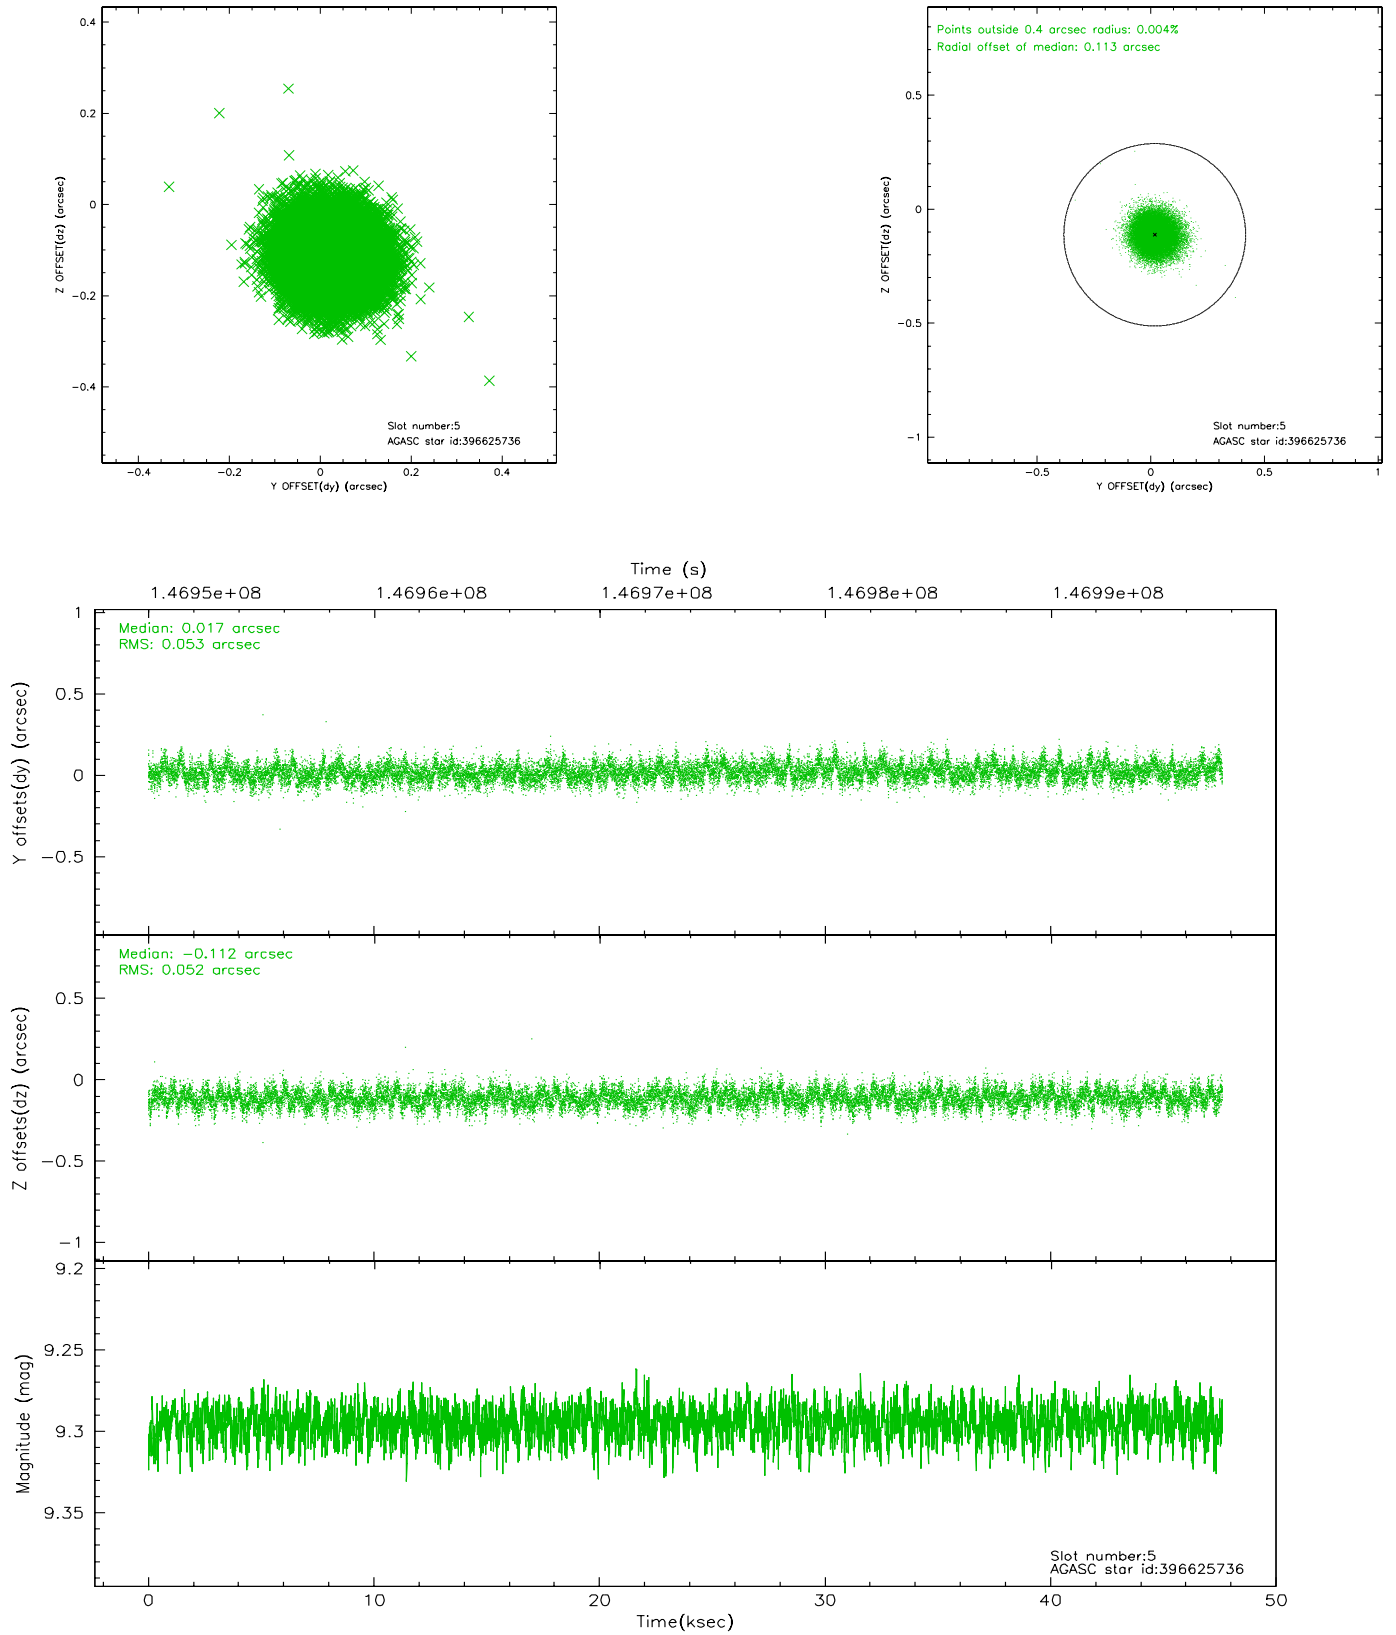 0.4
0.2
0
−0.2
−0.4
Z OFFSET(dz) (arcsec)
Slot number:5
AGASC star id:396625736
−0.4
−0.2
0
0.2
0.4
Y OFFSET(dy) (arcsec)
Points outside 0.4 arcsec radius: 0.004%
Radial offset of median: 0.113 arcsec
0.5
0
−0.5
−1
Z OFFSET(dz) (arcsec)
Slot number:5
AGASC star id:396625736
−0.5
0
0.5
1
Y OFFSET(dy) (arcsec)
Time (s)
1.4695e+08
1.4696e+08
1.4697e+08
1.4698e+08
1.4699e+08
Median: 0.017 arcsec
RMS: 0.053 arcsec
1
0.5
0
−0.5
Y offsets(dy) (arcsec)
Median: −0.112 arcsec
RMS: 0.052 arcsec
0.5
0
−0.5
−1
Z offsets(dz) (arcsec)
9.2
9.25
9.3
9.35
Magnitude (mag)
Slot number:5
AGASC star id:396625736
0
10
20
30
40
50
Time(ksec)